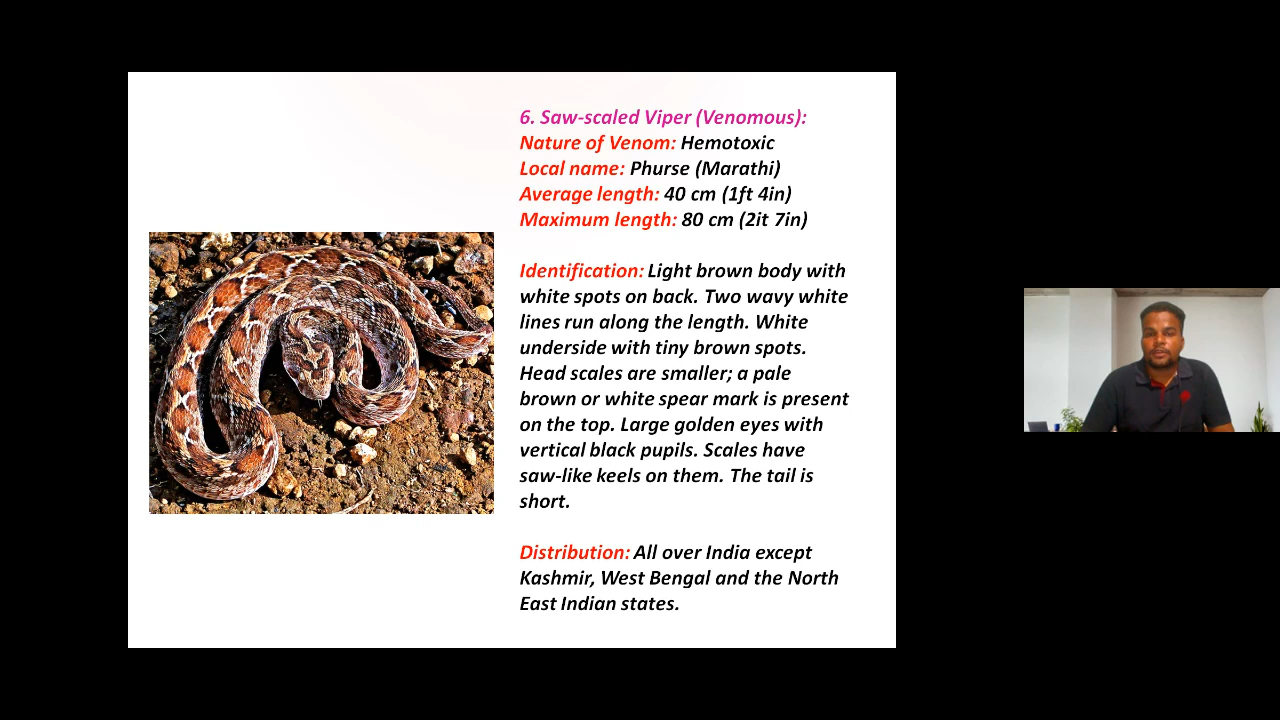 6. Saw-scaled Viper (Venomous):
Nature of Venom: Hemotoxic
Local name: Phurse (Marathi)
Average length: 40 cm (1ft 4in)
Maximum length: 80 cm (2it 7in)
Identification: Light brown body with
white spots on back. Two wavy white
lines run along the length. White
underside with tiny brown spots.
Head scales are smaller; a pale
brown or white spear mark is present
on the top. Large golden eyes with
vertical black pupils. Scales have
saw-like keels on them. The tail is
short.
Distribution: All over India except
Kashmir, West Bengal and the North
East Indian states.